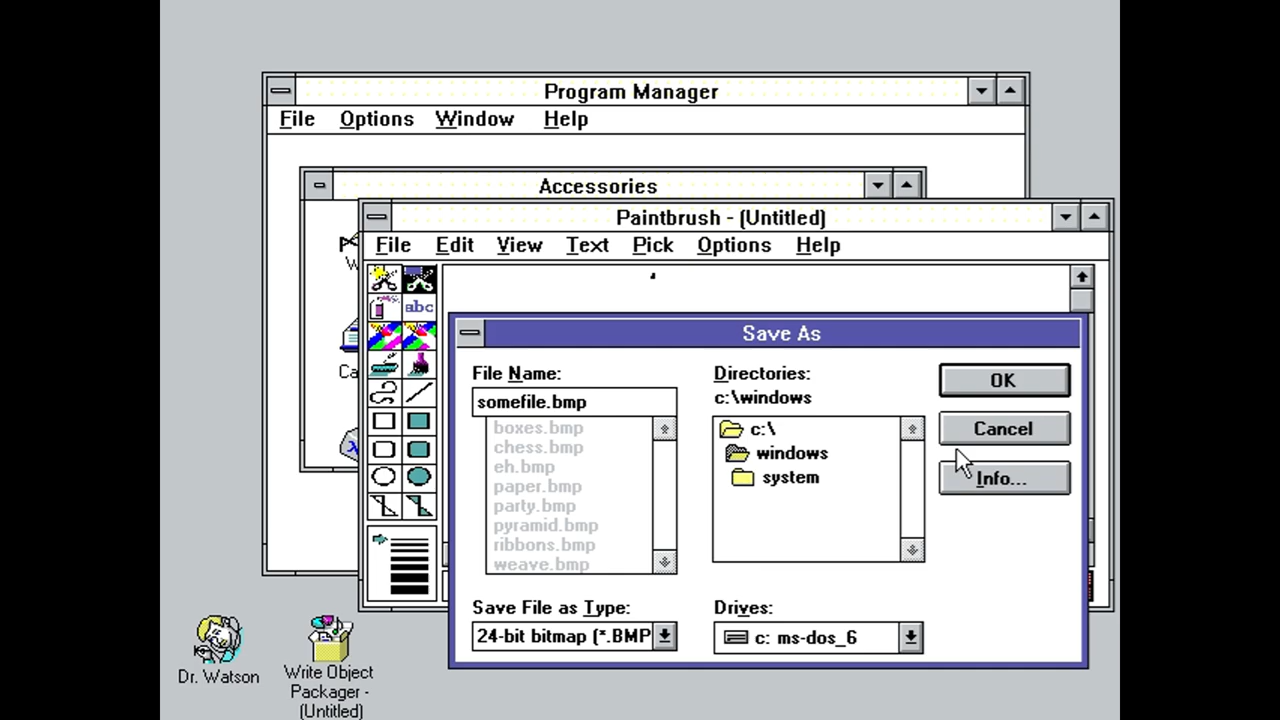 Program Manager
File Options Window Help
Accessories
Paintbrush - (Untitled)
File Edit View Text Pick Options Help
abc
Save As
File Name:
somefile.bmp
boxes.bmp
chess.bmp
eh.bmp
paper.bmp
party.bmp
pyramid.bmp
ribbons.bmp
weave.bmp
Directories:
c:\windows
c:\
windows
system
OK
Cancel
Info...
Save File as Type:
24-bit bitmap (*.BMP
Drives:
c: ms-dos_6
Dr. Watson
Write Object
Packager -
(Untitled)